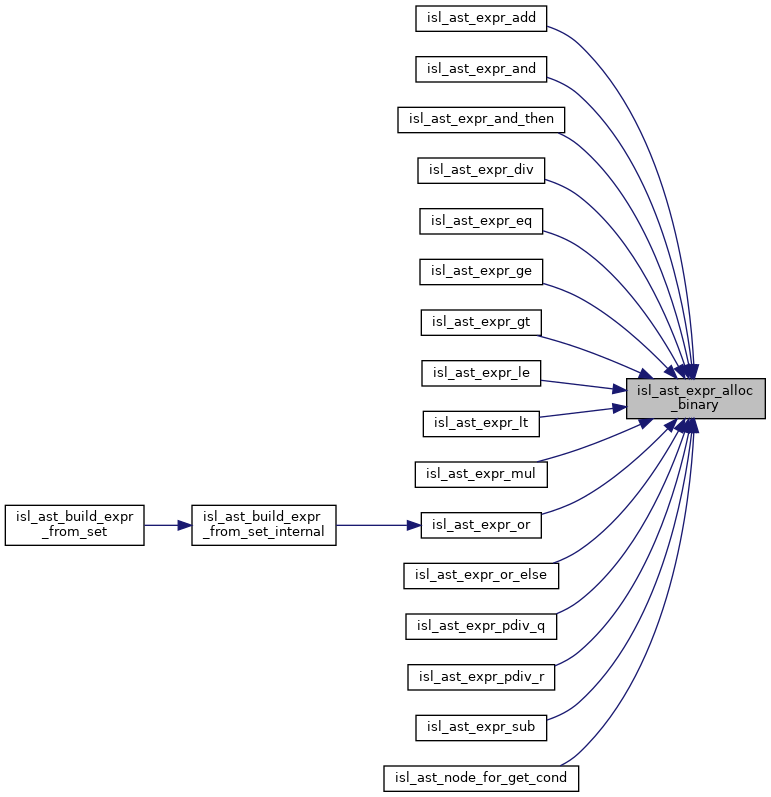 isl_ast_expr_add
isl_ast_expr_and
isl_ast_expr_and_then
isl_ast_expr_div
isl_ast_expr_eq
isl_ast_expr_ge
isl_ast_expr_gt
isl_ast_expr_le
isl_ast_expr_alloc
_binary
isl_ast_expr_lt
isl_ast_expr_mul
isl_ast_build_expr
_from_set
isl_ast_build_expr
_from_set_internal
isl_ast_expr_or
isl_ast_expr_or_else
isl_ast_expr_pdiv_q
isl_ast_expr_pdiv_r
isl_ast_expr_sub
isl_ast_node_for_get_cond